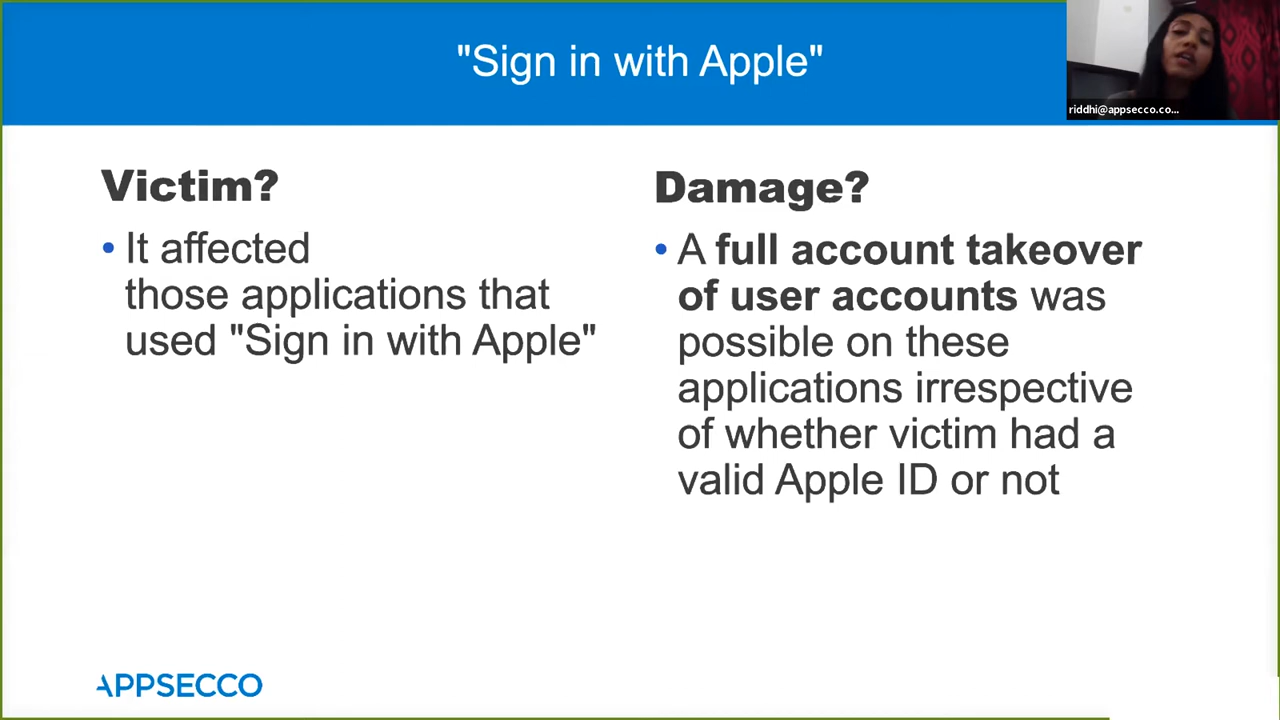 "Sign in with Apple"
riddhi@appsecco.co...
Victim?
• It affected
those applications that
used "Sign in with Apple"
Damage?
• A full account takeover
of user accounts was
possible on these
applications irrespective
of whether victim had a
valid Apple ID or not
APPSECCO